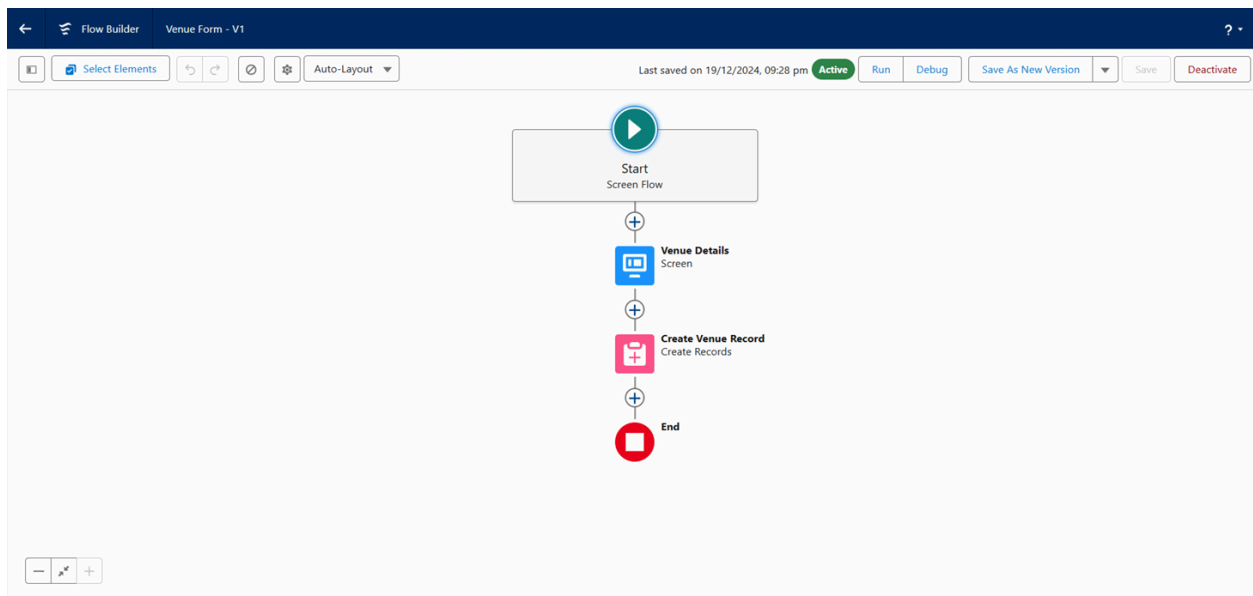 Flow Builder Venue Form - V1 ?
Select Elements Auto-Layout Last saved on 19/12/2024, 09:28 pm Active Run Debug Save As New Version Save Deactivate
Start
Screen Flow
Venue Details
Screen
Create Venue Record
Create Records
End